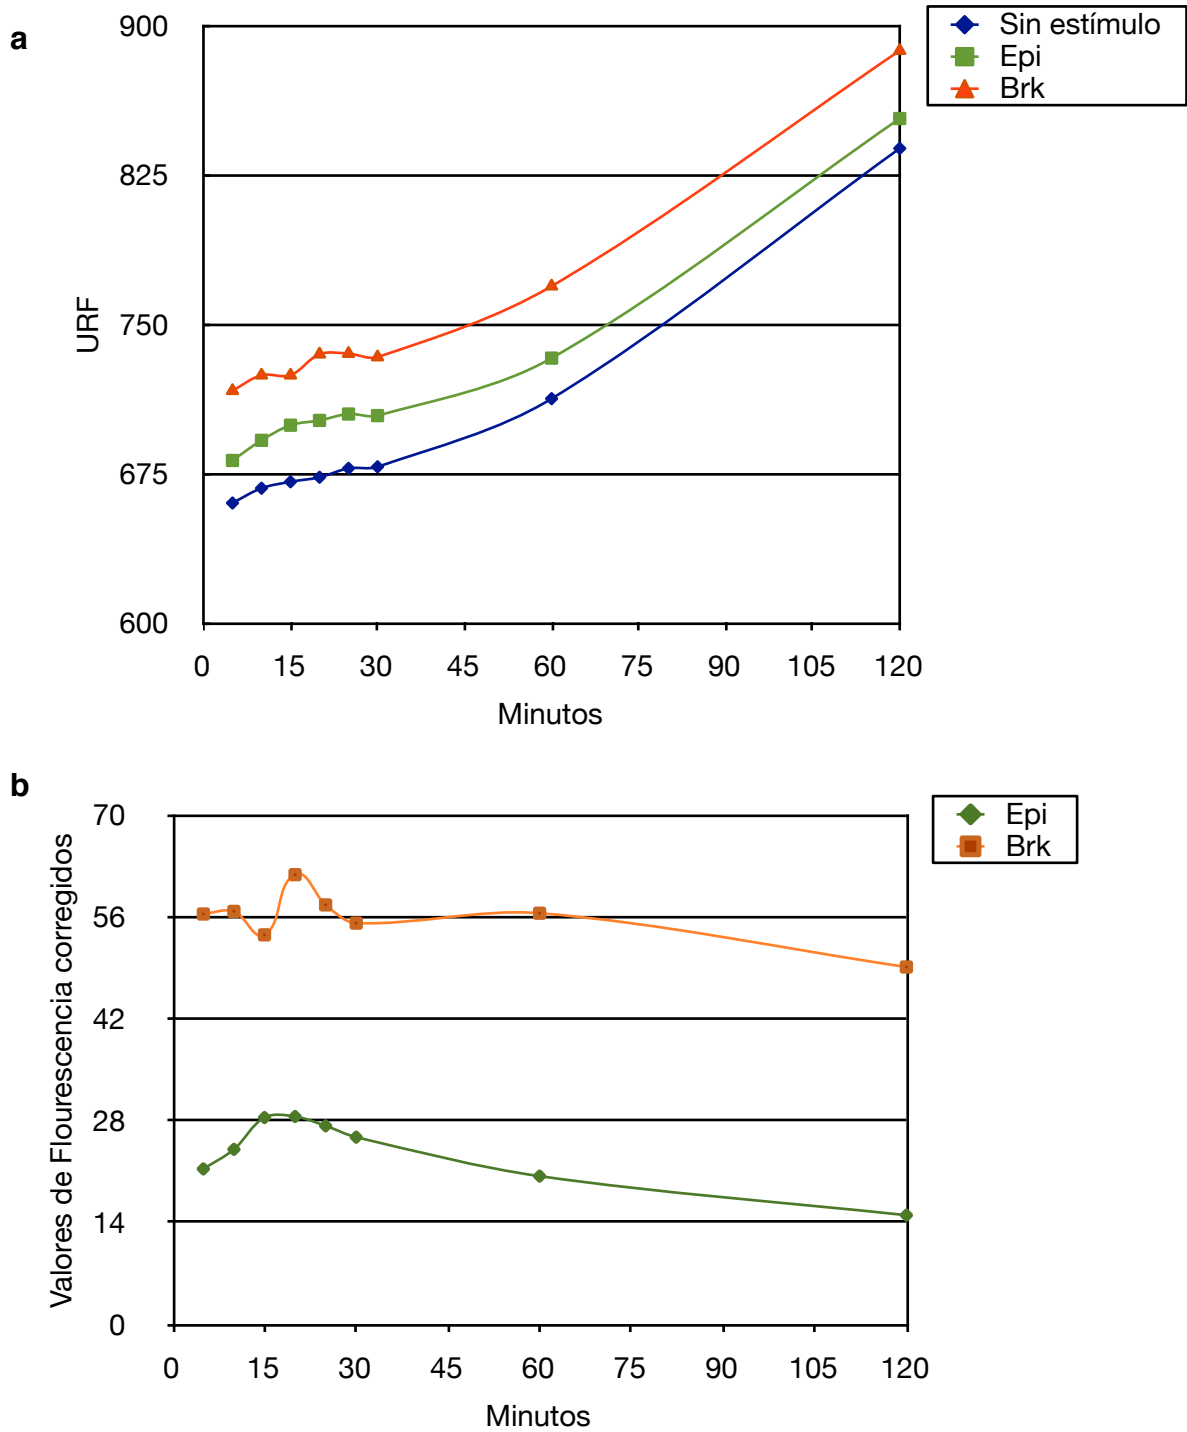 a
Sin estímulo
Epi
Brk
900
825
750
675
600
URF
0 15 30 45 60 75 90 105 120
Minutos
b
Epi
Brk
70
56
42
28
14
0
Valores de Flourescencia corregidos
0 15 30 45 60 75 90 105 120
Minutos